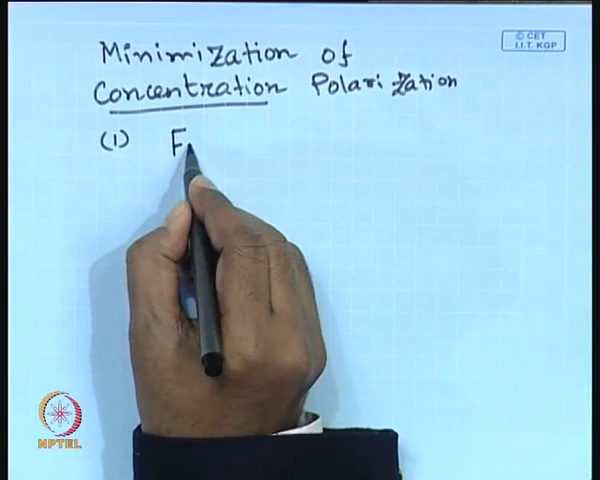 Minimization of
Concentration Polarization
(1) F
© CET
I.I.T. KGP
NPTEL